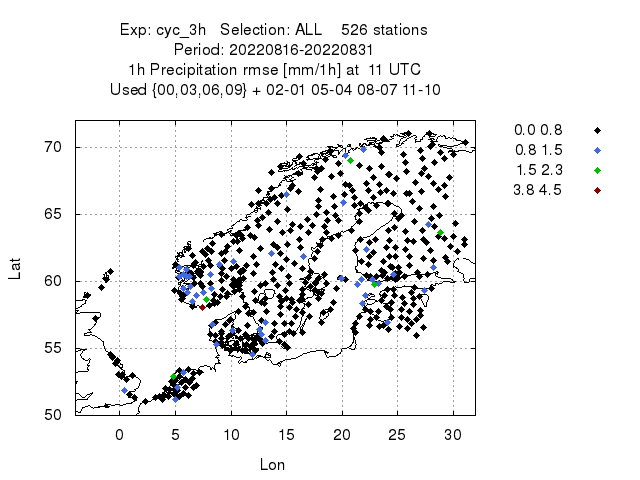 Exp: cyc_3h   Selection: ALL    526 stations
Period: 20220816-20220831
1h Precipitation rmse [mm/1h] at  11 UTC
Used {00,03,06,09} + 02-01 05-04 08-07 11-10
0.0 0.8
0.8 1.5
1.5 2.3
3.8 4.5
70
65
60
55
50
Lat
0 5 10 15 20 25 30
Lon